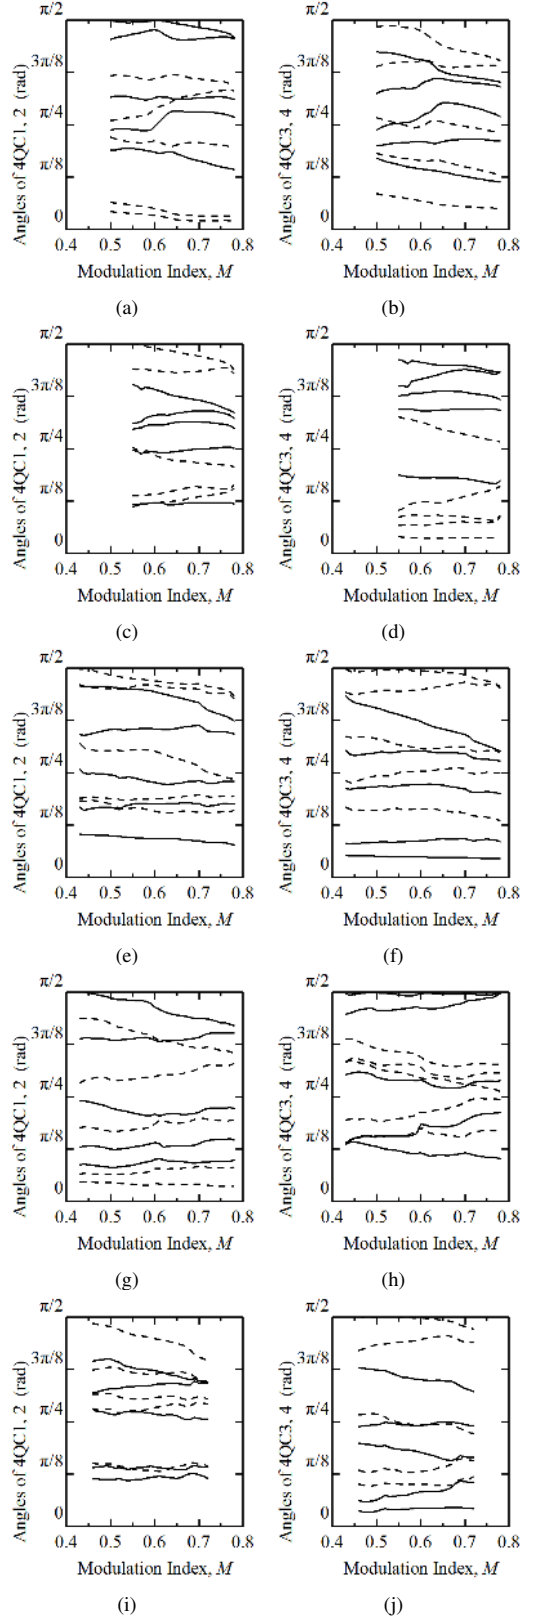 π/2 π/2
3π/8 3π/8
π/4 π/4
π/8 π/8
0 0
Angles of 4QC1, 2 (rad) Angles of 4QC3, 4 (rad)
0.4 0.5 0.6 0.7 0.8 0.4 0.5 0.6 0.7 0.8
Modulation Index, M Modulation Index, M
(a) (b)
π/2 π/2
3π/8 3π/8
π/4 π/4
π/8 π/8
0 0
Angles of 4QC1, 2 (rad) Angles of 4QC3, 4 (rad)
0.4 0.5 0.6 0.7 0.8 0.4 0.5 0.6 0.7 0.8
Modulation Index, M Modulation Index, M
(c) (d)
π/2 π/2
3π/8 3π/8
π/4 π/4
π/8 π/8
0 0
Angles of 4QC1, 2 (rad) Angles of 4QC3, 4 (rad)
0.4 0.5 0.6 0.7 0.8 0.4 0.5 0.6 0.7 0.8
Modulation Index, M Modulation Index, M
(e) (f)
π/2 π/2
3π/8 3π/8
π/4 π/4
π/8 π/8
0 0
Angles of 4QC1, 2 (rad) Angles of 4QC3, 4 (rad)
0.4 0.5 0.6 0.7 0.8 0.4 0.5 0.6 0.7 0.8
Modulation Index, M Modulation Index, M
(g) (h)
π/2 π/2
3π/8 3π/8
π/4 π/4
π/8 π/8
0 0
Angles of 4QC1, 2 (rad) Angles of 4QC3, 4 (rad)
0.4 0.5 0.6 0.7 0.8 0.4 0.5 0.6 0.7 0.8
Modulation Index, M Modulation Index, M
(i) (j)